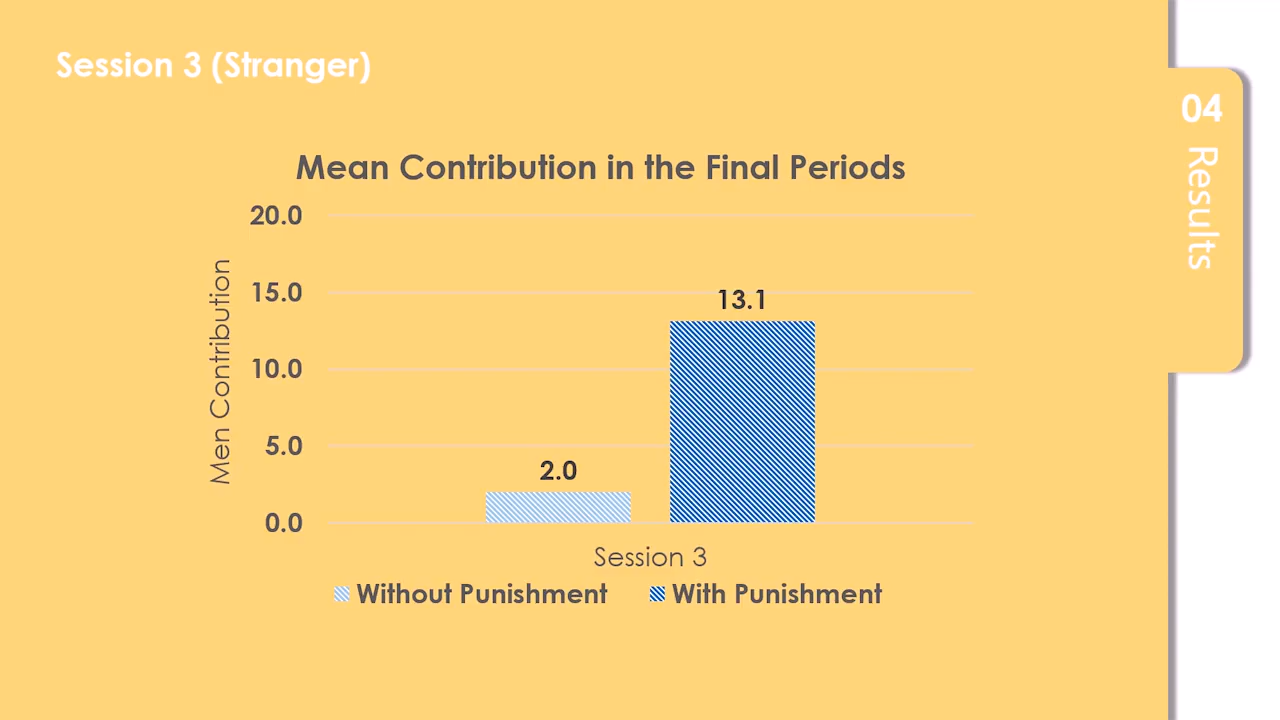 Session 3 (Stranger)
04
Results
Mean Contribution in the Final Periods
Men Contribution
20.0
15.0
10.0
5.0
0.0
2.0
13.1
Session 3
Without Punishment
With Punishment